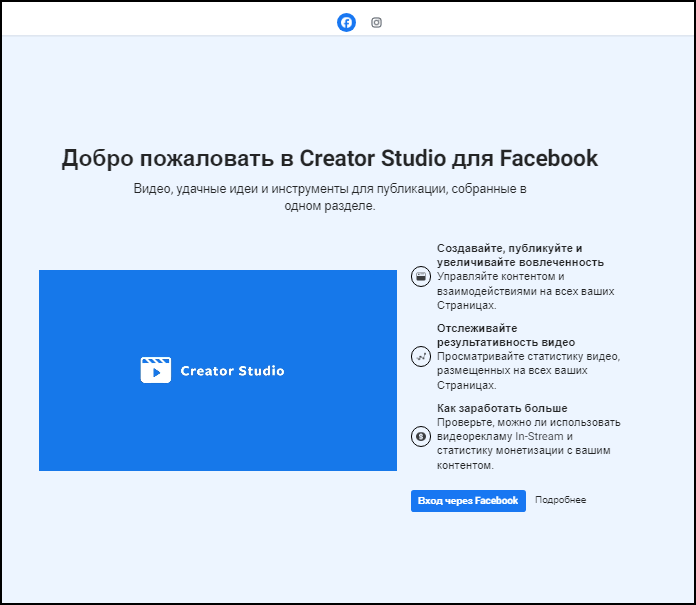 Добро пожаловать в Creator Studio для Facebook
Видео, удачные идеи и инструменты для публикации, собранные в
одном разделе.
Creator Studio
Создавайте, публикуйте и
увеличивайте вовлеченность
Управляйте контентом и
взаимодействиями на всех ваших
Страницах.
Отслеживайте
результативность видео
Просматривайте статистику видео,
размещенных на всех ваших
Страницах.
Как заработать больше
Проверьте, можно ли использовать
видеорекламу In-Stream и
статистику монетизации с вашим
контентом.
Вход через Facebook
Подробнее